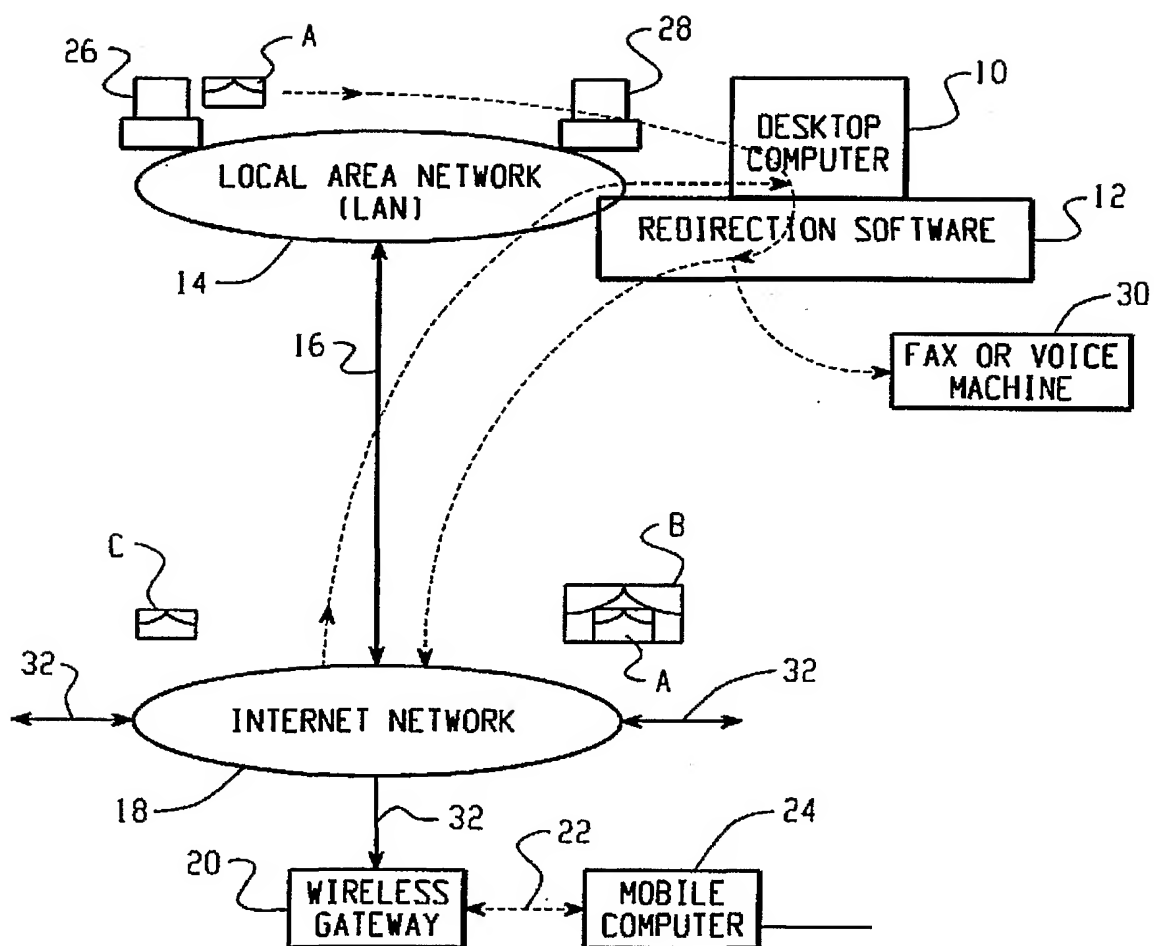 26
A
28
10
DESKTOP
COMPUTER
LOCAL AREA NETWORK
(LAN)
REDIRECTION SOFTWARE
12
14
16
30
FAX OR VOICE
MACHINE
C
B
A
32
32
INTERNET NETWORK
18
32
22
24
20
WIRELESS
GATEWAY
MOBILE
COMPUTER